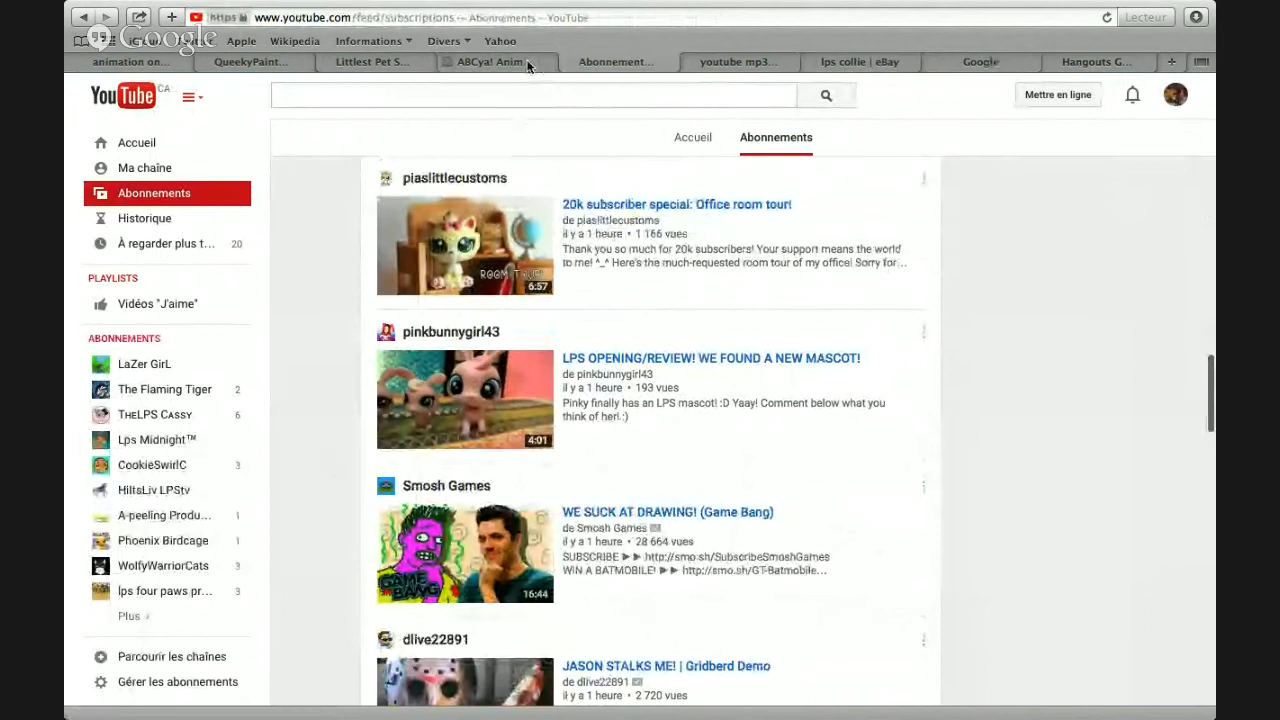 https www.youtube.com/feed/subscriptions — Abonnements — YouTube
Lecteur
Google
Apple Wikipedia Informations Divers Yahoo
animation on... QueekyPaint... Littlest Pet S... ABCya! Anim Abonnement... youtube mp3... lps collie | eBay Google Hangouts G...
YouTube CA
Mettre en ligne
Accueil Abonnements
Accueil
Ma chaîne
Abonnements
Historique
À regarder plus t... 20
PLAYLISTS
Vidéos "J'aime"
ABONNEMENTS
LaZer GirL
The Flaming Tiger 2
TheLPS Cassy 6
Lps Midnight™
CookieSwirlC 3
HilltsLiv LPStv
A-peeling Produ... 1
Phoenix Birdcage 1
WolfyWarriorCats 3
lps four paws pr... 3
Plus
Parcourir les chaînes
Gérer les abonnements
piaslittlecustoms
20k subscriber special: Office room tour!
de piaslittlecustoms
il y a 1 heure • 1 166 vues
Thank you so much for 20k subscribers! Your support means the world
to me! ^_^ Here's the much-requested room tour of my office! Sorry for...
ROOM TOUR!
6:57
pinkbunnygirl43
LPS OPENING/REVIEW! WE FOUND A NEW MASCOT!
de pinkbunnygirl43
il y a 1 heure • 193 vues
Pinky finally has an LPS mascot! :D Yaay! Comment below what you
think of her! :)
4:01
Smosh Games
WE SUCK AT DRAWING! (Game Bang)
de Smosh Games
il y a 1 heure • 28 664 vues
SUBSCRIBE ►► http://smo.sh/SubscribeSmoshGames
WIN A BATMOBILE! ►► http://smo.sh/GT-Batmobile...
GAME BANG
16:44
dlive22891
JASON STALKS ME! | Gridberd Demo
de dlive22891
il y a 1 heure • 2 720 vues